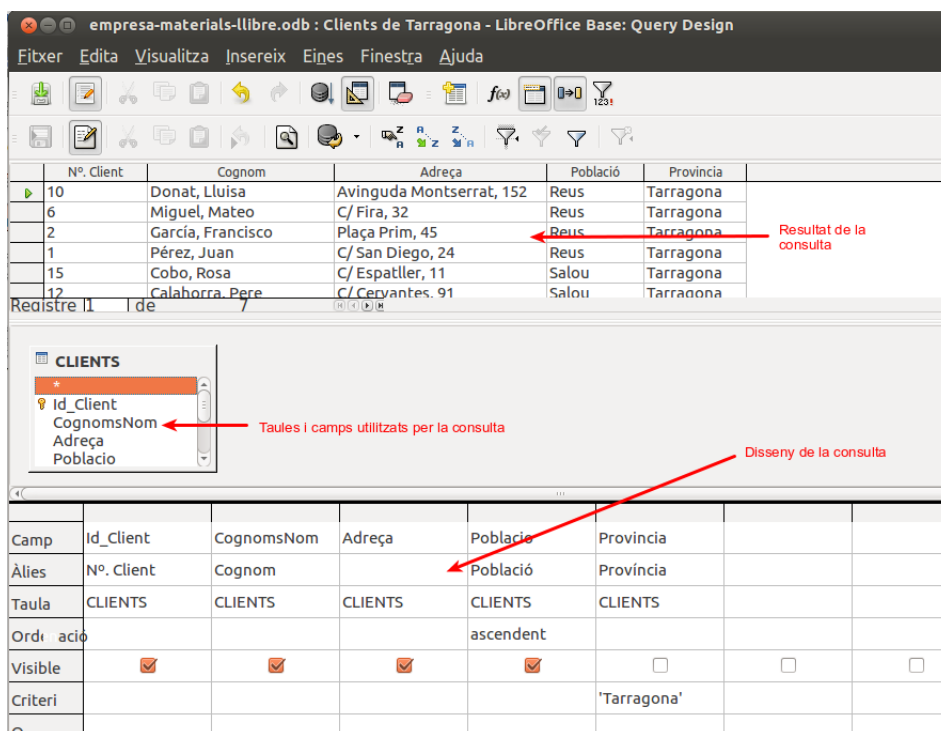 empresa-materials-llibre.odb : Clients de Tarragona - LibreOffice Base: Query Design
Fitxer Edita Visualitza Insereix Eines Finestra Ajuda
f(x) 123!
Nº. Client Cognom Adreça Població Provincia
10 Donat, Lluisa Avinguda Montserrat, 152 Reus Tarragona
6 Miguel, Mateo C/ Fira, 32 Reus Tarragona
2 García, Francisco Plaça Prim, 45 Reus Tarragona
Resultat de la
consulta
1 Pérez, Juan C/ San Diego, 24 Reus Tarragona
15 Cobo, Rosa C/ Espatller, 11 Salou Tarragona
12 Calahorra, Pere C/ Cervantes, 91 Salou Tarragona
Registre 1 de 7
CLIENTS
*
Id_Client
CognomsNom
Adreça
Poblacio
Taules i camps utilitzats per la consulta
Disseny de la consulta
Camp Id_Client CognomsNom Adreça Poblacio Provincia
Àlies Nº. Client Cognom Població Província
Taula CLIENTS CLIENTS CLIENTS CLIENTS CLIENTS
Ordenació ascendent
Visible
Criteri 'Tarragona'